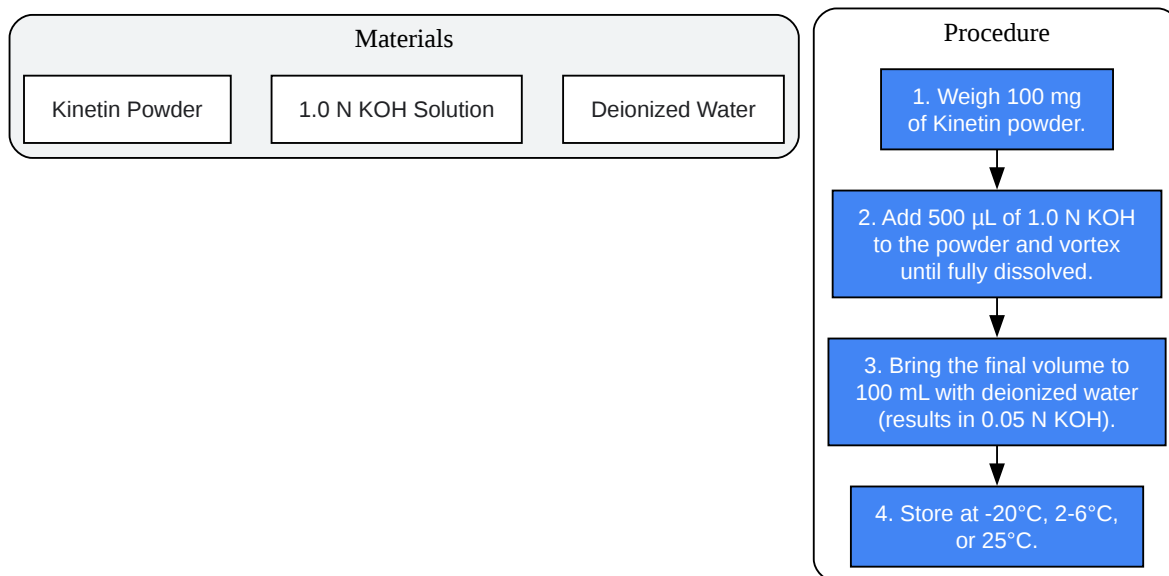 Materials
Kinetin Powder
1.0 N KOH Solution
Deionized Water
Procedure
1. Weigh 100 mg
of Kinetin powder.
2. Add 500 µL of 1.0 N KOH
to the powder and vortex
until fully dissolved.
3. Bring the final volume to
100 mL with deionized water
(results in 0.05 N KOH).
4. Store at -20°C, 2-6°C,
or 25°C.